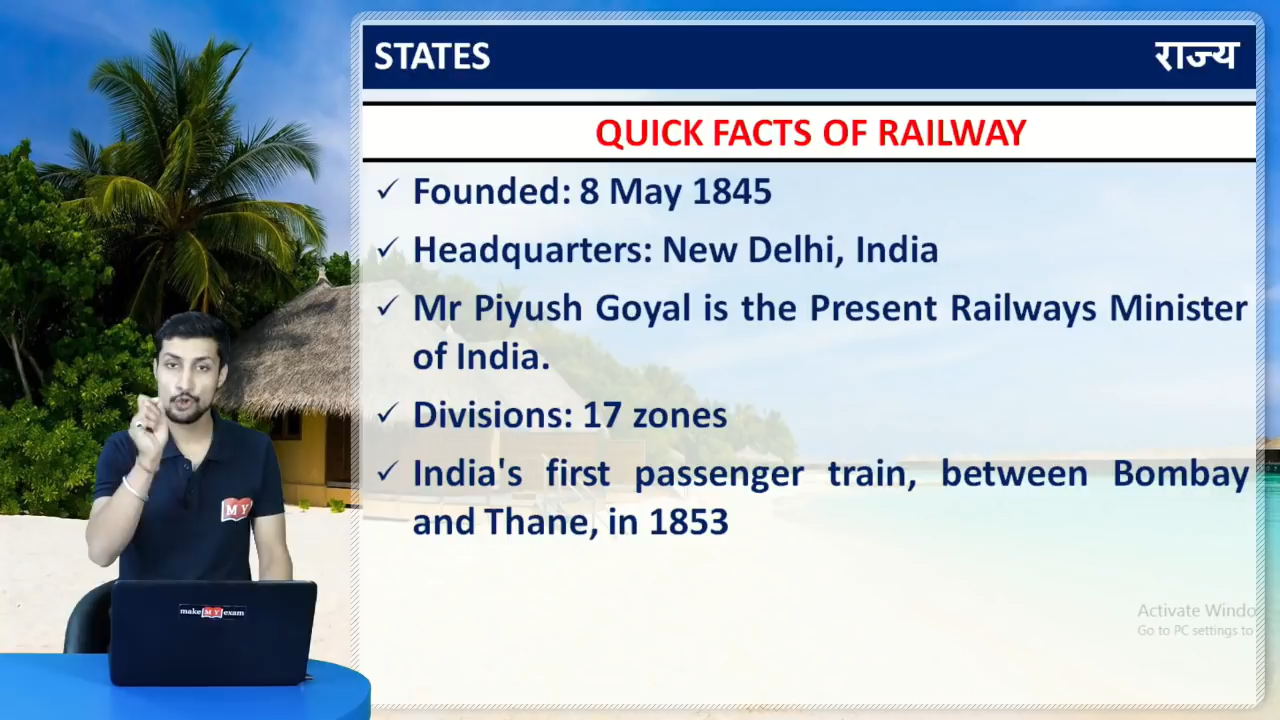 STATES राज्य
QUICK FACTS OF RAILWAY
✓ Founded: 8 May 1845
✓ Headquarters: New Delhi, India
✓ Mr Piyush Goyal is the Present Railways Minister
of India.
✓ Divisions: 17 zones
✓ India's first passenger train, between Bombay
and Thane, in 1853
MY
make MY exam
Activate Windo
Go to PC settings to